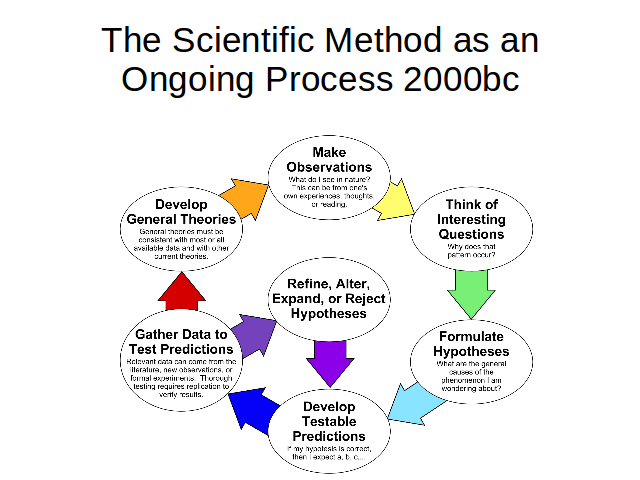 The Scientific Method as an
Ongoing Process 2000bc
Make
Observations
What do I see in nature?
This can be from one's
own experiences, thoughts,
or reading.
Think of
Interesting
Questions
Why does that
pattern occur?
Formulate
Hypotheses
What are the general
causes of the
phenomenon I am
wondering about?
Develop
Testable
Predictions
If my hypotesis is correct,
then I expect a, b, c,...
Gather Data to
Test Predictions
Relevant data can come from the
literature, new observations, or
formal experiments. Thorough
testing requires replication to
verify results.
Refine, Alter,
Expand, or Reject
Hypotheses
Develop
General Theories
General theories must be
consistent with most or all
available data and with other
current theories.